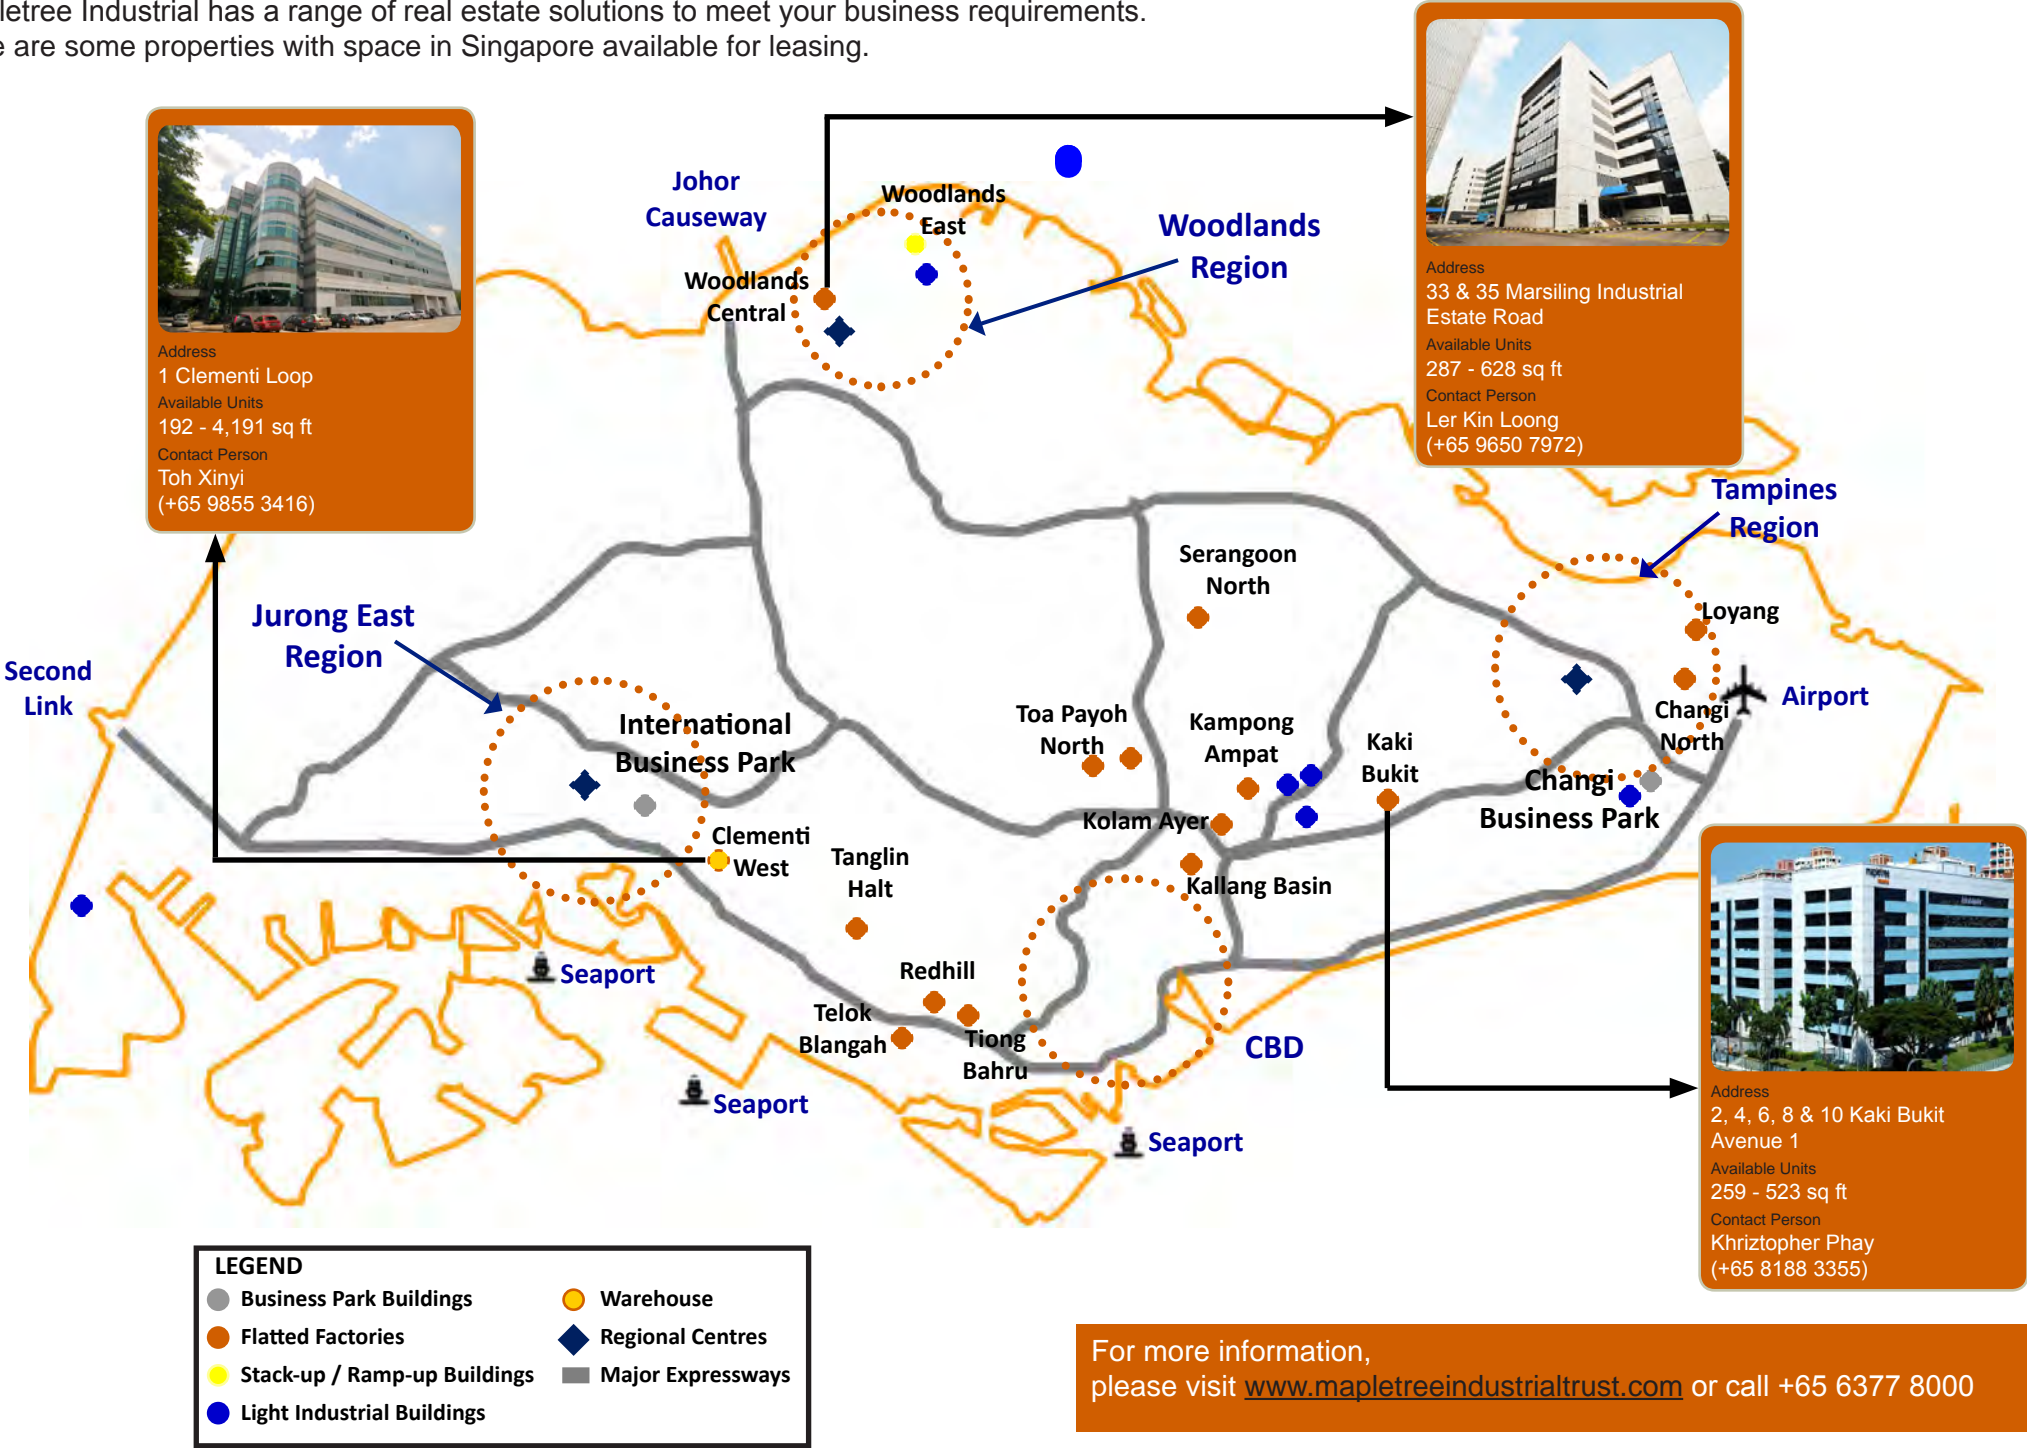 letree Industrial has a range of real estate solutions to meet your business requirements.
e are some properties with space in Singapore available for leasing.
Address
1 Clementi Loop
Available Units
192 - 4,191 sq ft
Contact Person
Toh Xinyi
(+65 9855 3416)
Address
33 & 35 Marsiling Industrial
Estate Road
Available Units
287 - 628 sq ft
Contact Person
Ler Kin Loong
(+65 9650 7972)
Johor
Causeway
Woodlands
East
Woodlands
Region
Woodlands
Central
Tampines
Region
Serangoon
North
Jurong East
Region
Loyang
Second
Link
International
Business Park
Toa Payoh
North
Kampong
Ampat
Kaki
Bukit
Changi
North
Airport
Changi
Business Park
Kolam Ayer
Clementi
West
Tanglin
Halt
Kallang Basin
Redhill
Seaport
Telok
Blangah
Tiong
Bahru
CBD
Seaport
Seaport
Address
2, 4, 6, 8 & 10 Kaki Bukit
Avenue 1
Available Units
259 - 523 sq ft
Contact Person
Khriztopher Phay
(+65 8188 3355)
LEGEND
Business Park Buildings
Flatted Factories
Stack-up / Ramp-up Buildings
Light Industrial Buildings
Warehouse
Regional Centres
Major Expressways
For more information,
please visit www.mapletreeindustrialtrust.com or call +65 6377 8000